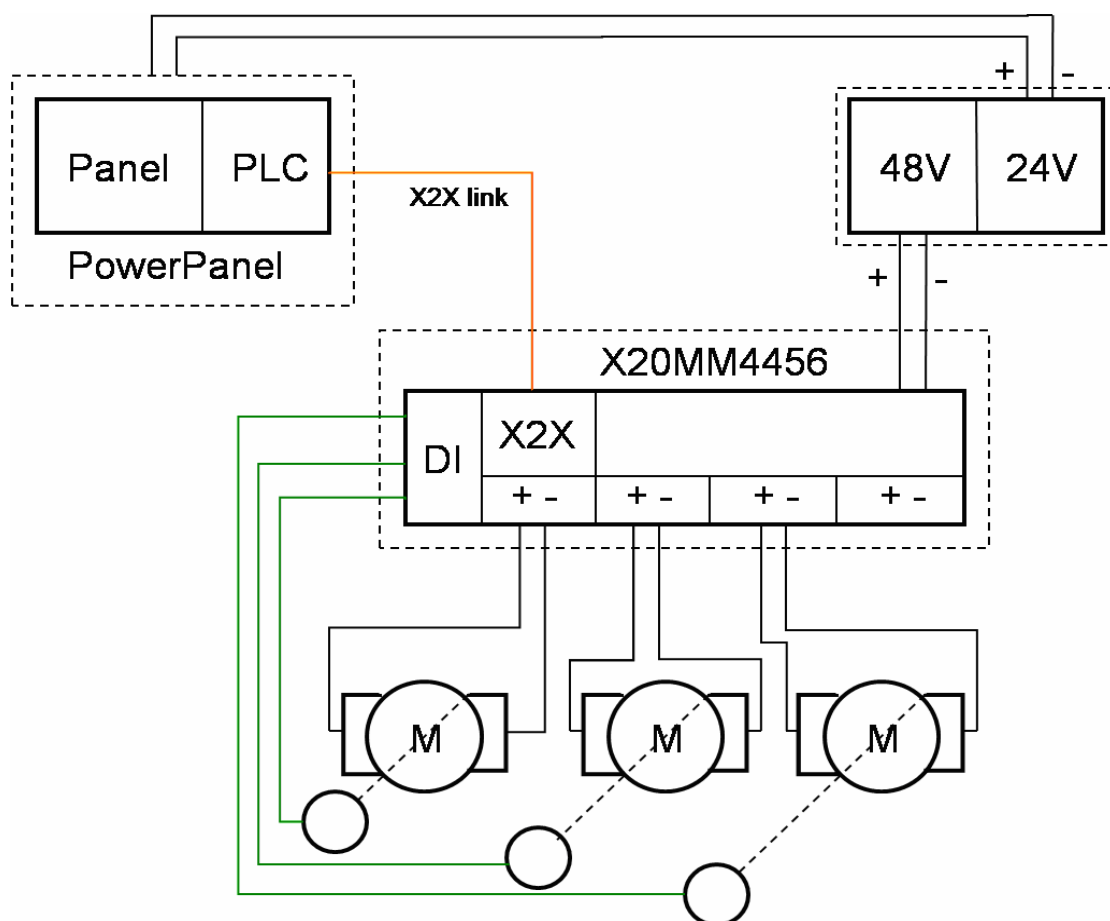 + -
Panel PLC
48V 24V
X2X link
PowerPanel
+ -
X20MM4456
DI
X2X
+ - + - + - + -
M M M